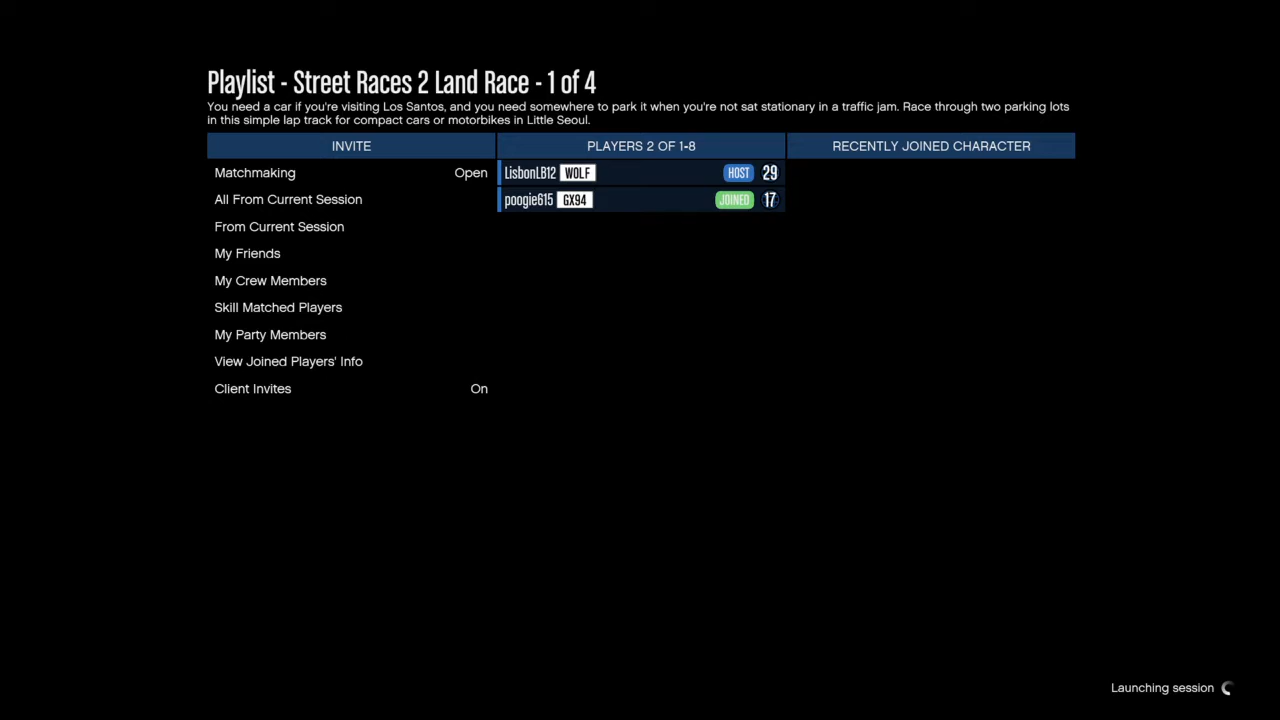 Playlist - Street Races 2 Land Race - 1 of 4
You need a car if you're visiting Los Santos, and you need somewhere to park it when you're not sat stationary in a traffic jam. Race through two parking lots
in this simple lap track for compact cars or motorbikes in Little Seoul.
INVITE PLAYERS 2 OF 1-8 RECENTLY JOINED CHARACTER
Matchmaking Open LisbonLB12 WOLF HOST 29
All From Current Session poogie615 GX94 JOINED 17
From Current Session
My Friends
My Crew Members
Skill Matched Players
My Party Members
View Joined Players' Info
Client Invites On
Launching session